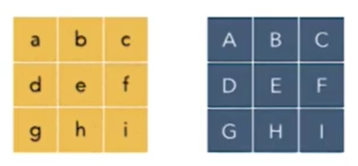 a b c
d e f
g h i
A B C
D E F
G H I